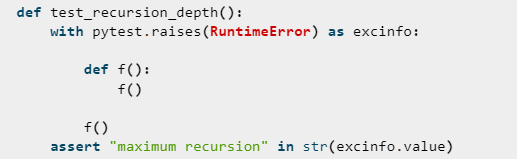 def test_recursion_depth():
    with pytest.raises(RuntimeError) as excinfo:

        def f():
            f()

        f()
    assert "maximum recursion" in str(excinfo.value)